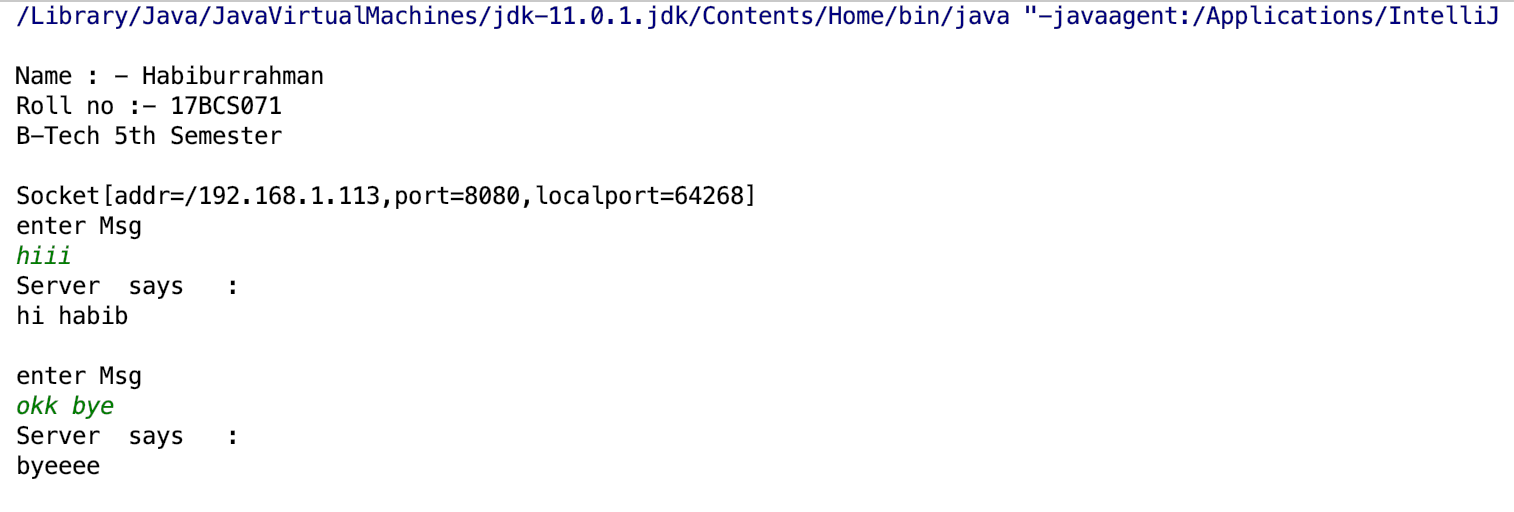 /Library/Java/JavaVirtualMachines/jdk-11.0.1.jdk/Contents/Home/bin/java "-javaagent:/Applications/IntelliJ
Name : - Habiburrahman
Roll no :- 17BCS071
B-Tech 5th Semester
Socket[addr=/192.168.1.113,port=8080,localport=64268]
enter Msg
hiii
Server  says   :
hi habib
enter Msg
okk bye
Server  says   :
byeeee